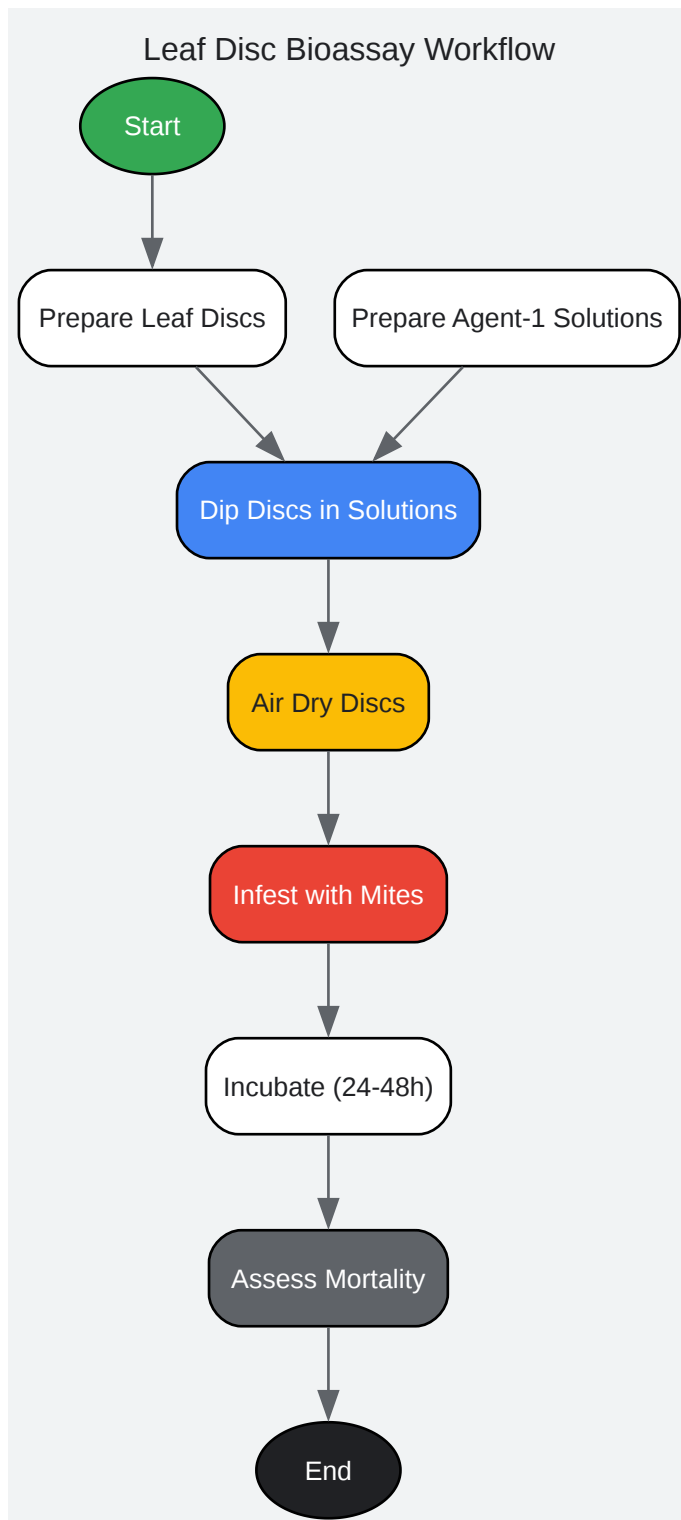 Leaf Disc Bioassay Workflow
Start
Prepare Leaf Discs
Prepare Agent-1 Solutions
Dip Discs in Solutions
Air Dry Discs
Infest with Mites
Incubate (24-48h)
Assess Mortality
End